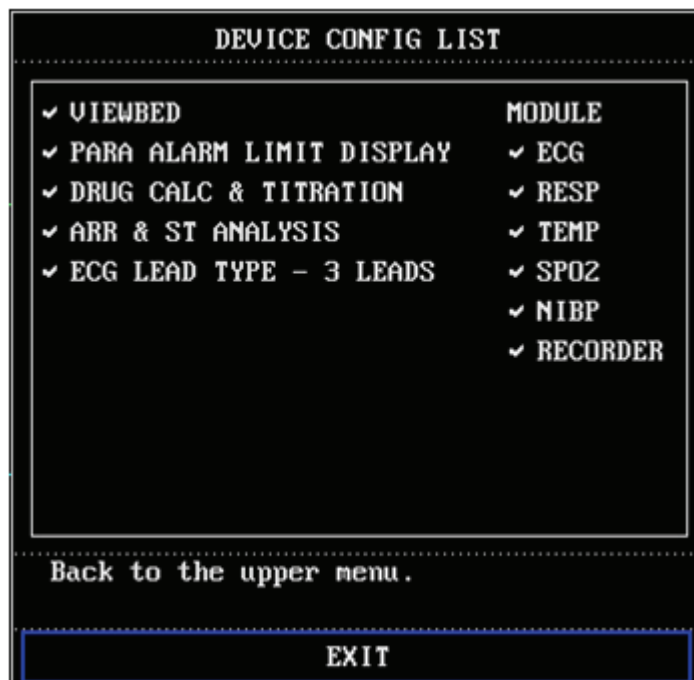 DEVICE CONFIG LIST
✓ VIEWBED
✓ PARA ALARM LIMIT DISPLAY
✓ DRUG CALC & TITRATION
✓ ARR & ST ANALYSIS
✓ ECG LEAD TYPE - 3 LEADS
MODULE
✓ ECG
✓ RESP
✓ TEMP
✓ SPO2
✓ NIBP
✓ RECORDER
Back to the upper menu.
EXIT